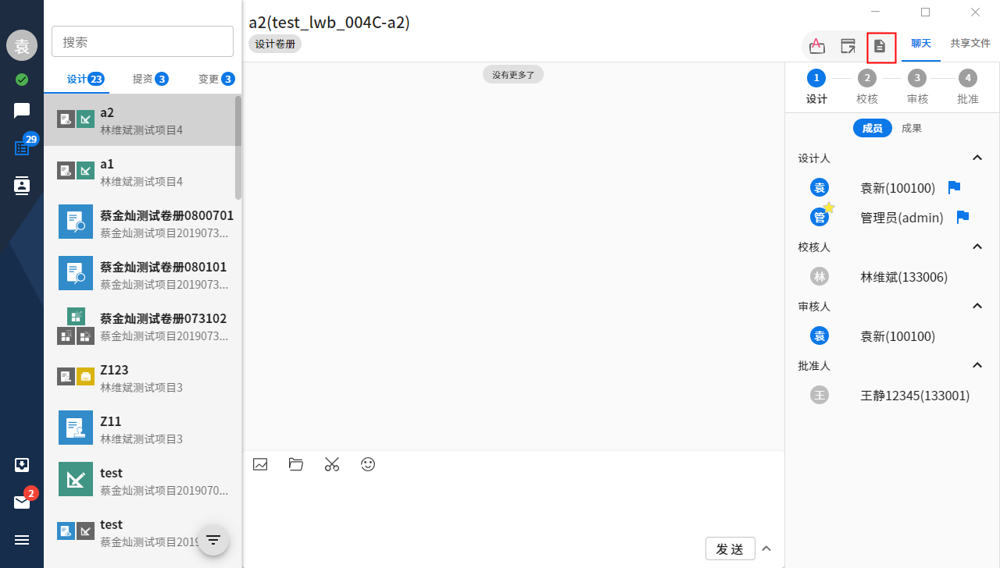 袁
29
2
搜索
设计 23
提资 3
变更 3
a2
林维斌测试项目4
a1
林维斌测试项目4
蔡金灿测试卷册0800701
蔡金灿测试项目2019073...
蔡金灿测试卷册080101
蔡金灿测试项目2019073...
蔡金灿测试卷册073102
蔡金灿测试项目2019073...
Z123
林维斌测试项目3
Z11
林维斌测试项目3
test
蔡金灿测试项目2019070...
test
蔡金灿测试项目2019
a2(test_lwb_004C-a2)
设计卷册
聊天
共享文件
没有更多了
发 送
1 2 3 4
设计 校核 审核 批准
成员 成果
设计人
袁 袁新(100100)
管 管理员(admin)
校核人
林 林维斌(133006)
审核人
袁 袁新(100100)
批准人
王 王静12345(133001)